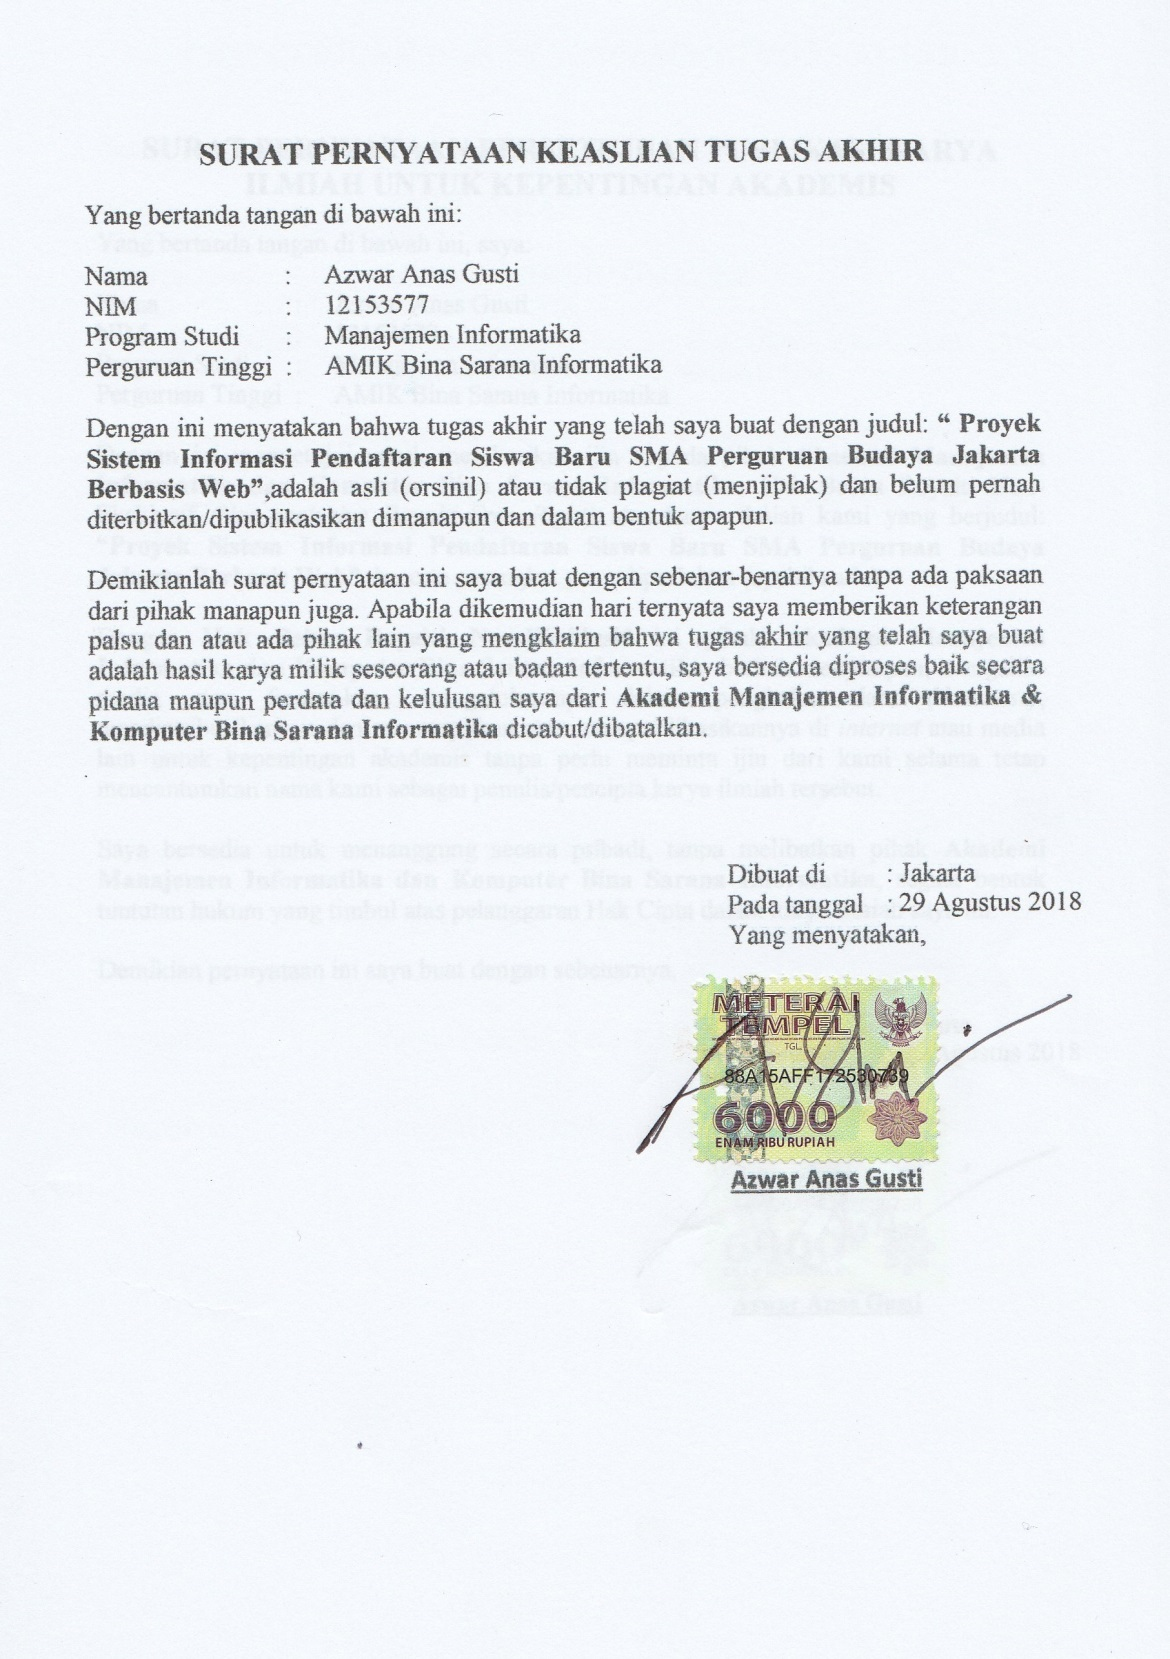 SURAT PERNYATAAN KEASLIAN TUGAS AKHIR
Yang bertanda tangan di bawah ini:
Nama : Azwar Anas Gusti
NIM : 12153577
Program Studi : Manajemen Informatika
Perguruan Tinggi : AMIK Bina Sarana Informatika
Dengan ini menyatakan bahwa tugas akhir yang telah saya buat dengan judul: “ Proyek
Sistem Informasi Pendaftaran Siswa Baru SMA Perguruan Budaya Jakarta
Berbasis Web”,adalah asli (orsinil) atau tidak plagiat (menjiplak) dan belum pernah
diterbitkan/dipublikasikan dimanapun dan dalam bentuk apapun.
Demikianlah surat pernyataan ini saya buat dengan sebenar-benarnya tanpa ada paksaan
dari pihak manapun juga. Apabila dikemudian hari ternyata saya memberikan keterangan
palsu dan atau ada pihak lain yang mengklaim bahwa tugas akhir yang telah saya buat
adalah hasil karya milik seseorang atau badan tertentu, saya bersedia diproses baik secara
pidana maupun perdata dan kelulusan saya dari Akademi Manajemen Informatika &
Komputer Bina Sarana Informatika dicabut/dibatalkan.
Dibuat di : Jakarta
Pada tanggal : 29 Agustus 2018
Yang menyatakan,
METERAI
TEMPEL
TGL. 20
88A15AFF172530739
6000
ENAM RIBU RUPIAH
Azwar Anas Gusti